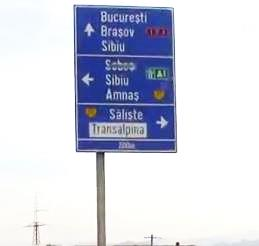 București
Brașov
Sibiu
Sebeș
Sibiu
A1
Amnaș
Săliște
Transalpina
200m